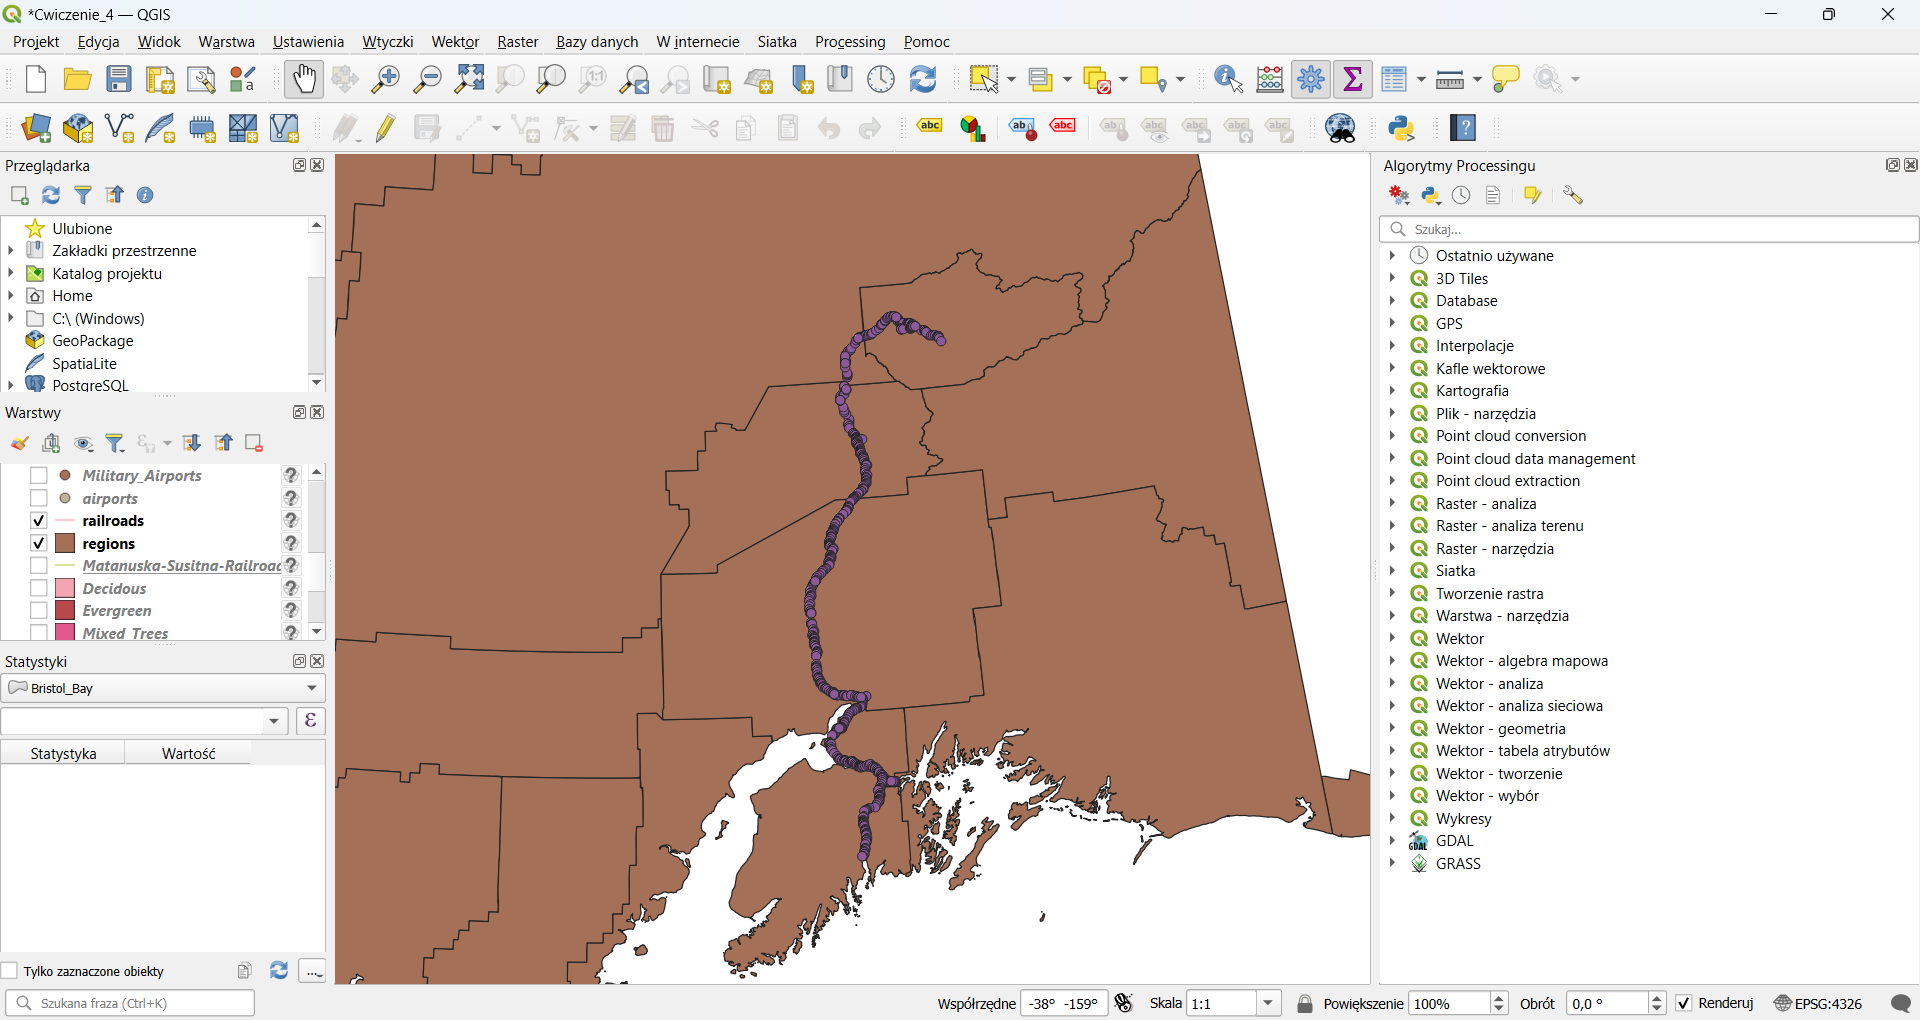 *Cwiczenie_4 — QGIS
Projekt Edycja Widok Warstwa Ustawienia Wtyczki Wektor Raster Bazy danych W internecie Siatka Processing Pomoc
Przeglądarka
Ulubione
Zakładki przestrzenne
Katalog projektu
Home
C:\ (Windows)
GeoPackage
SpatiaLite
PostgreSQL
Warstwy
Military_Airports
airports
railroads
regions
Matanuska-Susitna-Railroad
Decidous
Evergreen
Mixed_Trees
Statystyki
Bristol_Bay
ε
Statystyka Wartość
Tylko zaznaczone obiekty
...
Szukana fraza (Ctrl+K)
Algorytmy Processingu
Szukaj...
Ostatnio używane
3D Tiles
Database
GPS
Interpolacje
Kafle wektorowe
Kartografia
Plik - narzędzia
Point cloud conversion
Point cloud data management
Point cloud extraction
Raster - analiza
Raster - analiza terenu
Raster - narzędzia
Siatka
Tworzenie rastra
Warstwa - narzędzia
Wektor
Wektor - algebra mapowa
Wektor - analiza
Wektor - analiza sieciowa
Wektor - geometria
Wektor - tabela atrybutów
Wektor - tworzenie
Wektor - wybór
Wykresy
GDAL
GRASS
Współrzędne -38° -159° Skala 1:1 Powiększenie 100% Obrót 0,0 ° Renderuj EPSG:4326